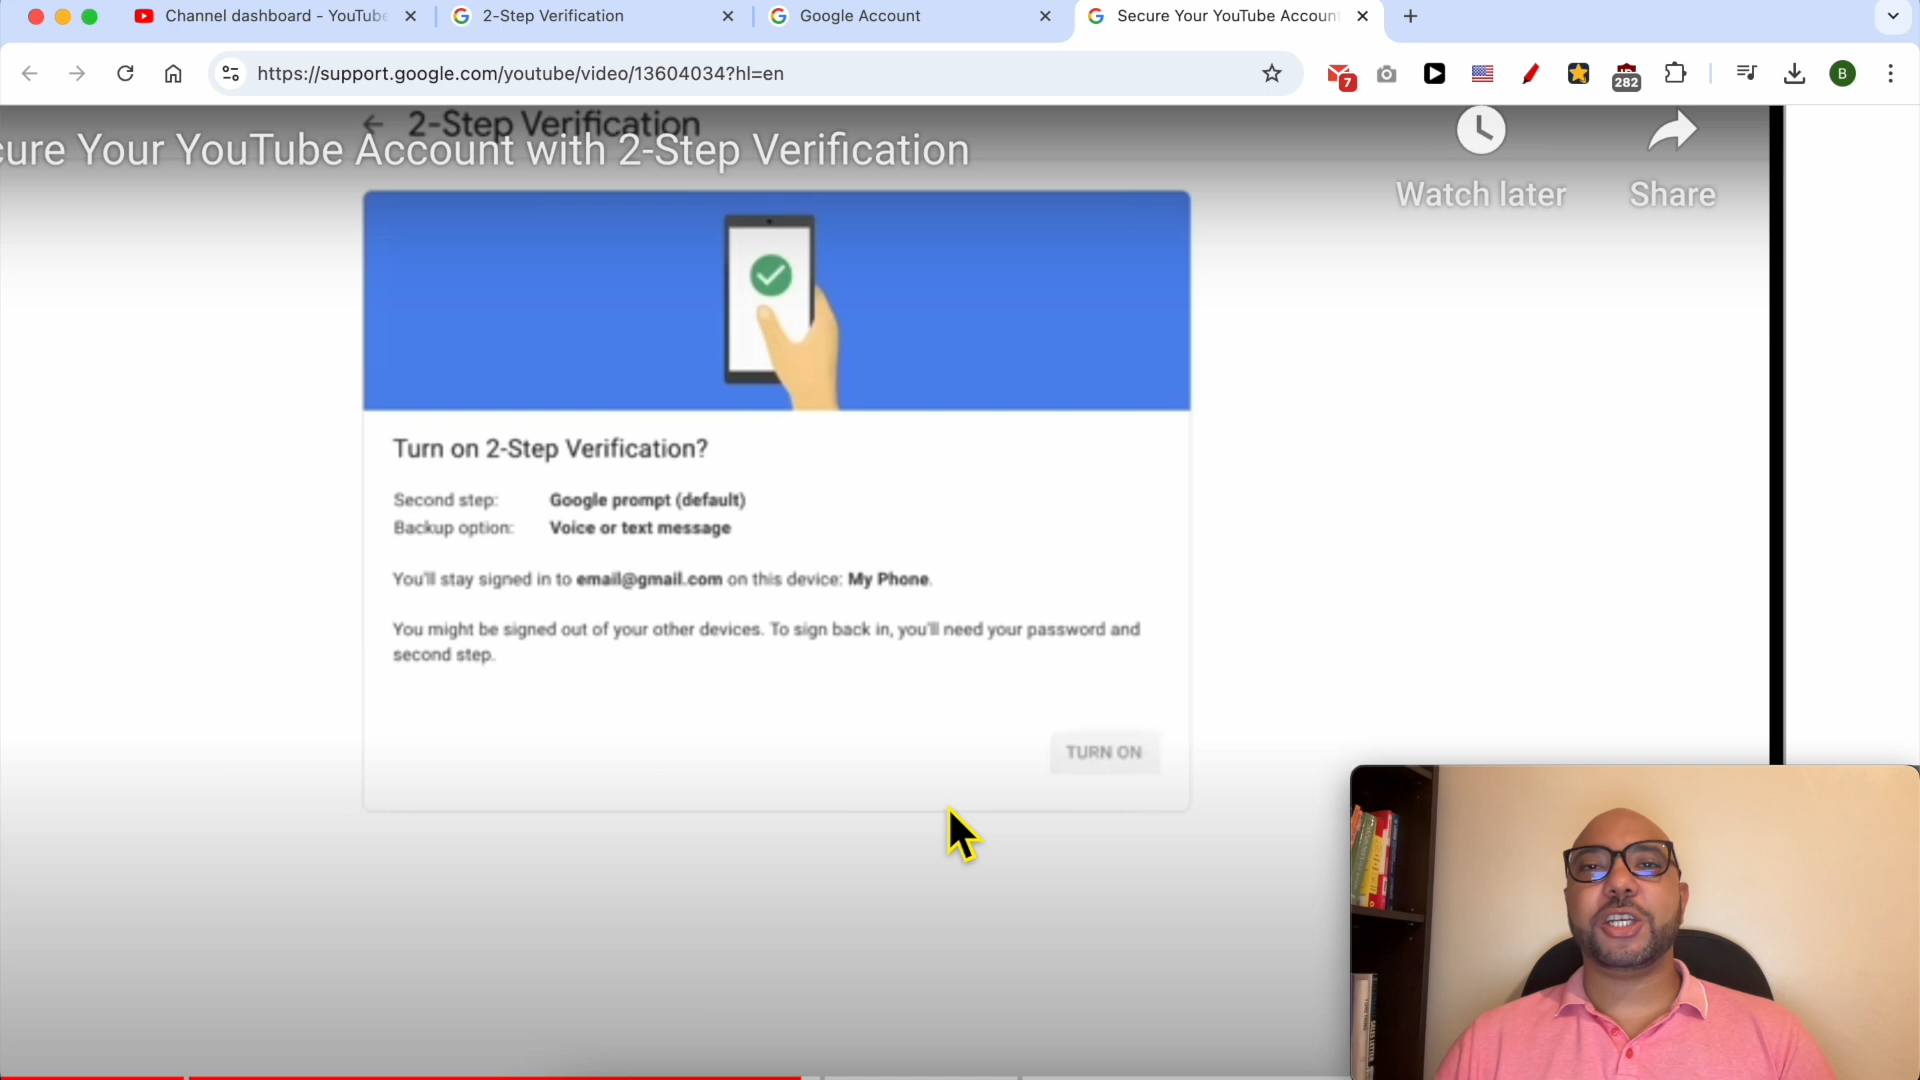 Channel dashboard - YouTube
2-Step Verification
Google Account
Secure Your YouTube Account
https://support.google.com/youtube/video/13604034?hl=en
7
282
B
2-Step Verification
cure Your YouTube Account with 2-Step Verification
Watch later
Share
Turn on 2-Step Verification?
Second step: Google prompt (default)
Backup option: Voice or text message
You'll stay signed in to email@gmail.com on this device: My Phone.
You might be signed out of your other devices. To sign back in, you'll need your password and
second step.
TURN ON